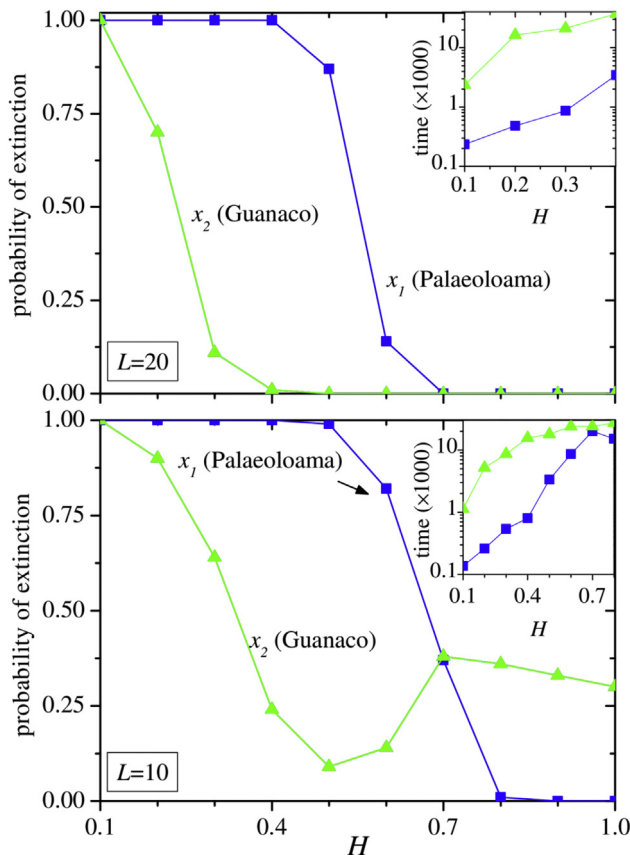 probability of extinction
1.00
0.75
0.50
0.25
0.00
x2 (Guanaco)
x1 (Palaeoloama)
L=20
time (×1000)
10
1
0.1
0.1 0.2 0.3
H
probability of extinction
1.00
0.75
0.50
0.25
0.00
x1 (Palaeoloama)
x2 (Guanaco)
L=10
time (×1000)
10
1
0.1
0.1 0.4 0.7
H
0.1 0.4 0.7 1.0
H